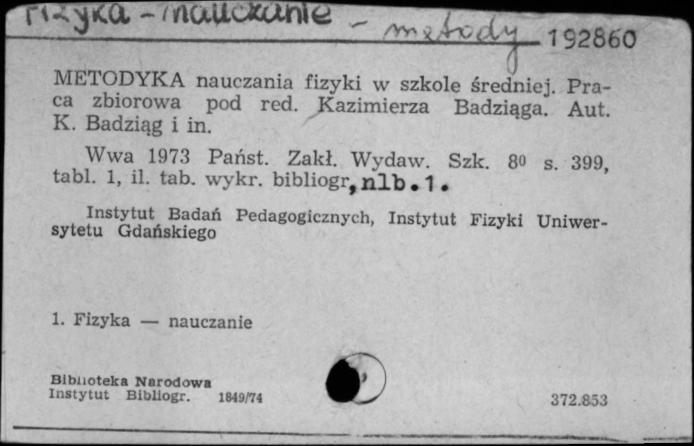 Fizyka - nauczanie - metody 192860
METODYKA nauczania fizyki w szkole średniej. Pra-
ca zbiorowa pod red. Kazimierza Badziąga. Aut.
K. Badziąg i in.
Wwa 1973 Państ. Zakł. Wydaw. Szk. 8⁰ s. 399,
tabl. 1, il. tab. wykr. bibliogr, nlb. 1.
Instytut Badań Pedagogicznych, Instytut Fizyki Uniwer-
sytetu Gdańskiego
1. Fizyka — nauczanie
Biblioteka Narodowa
Instytut Bibliogr. 1849/74 372.853